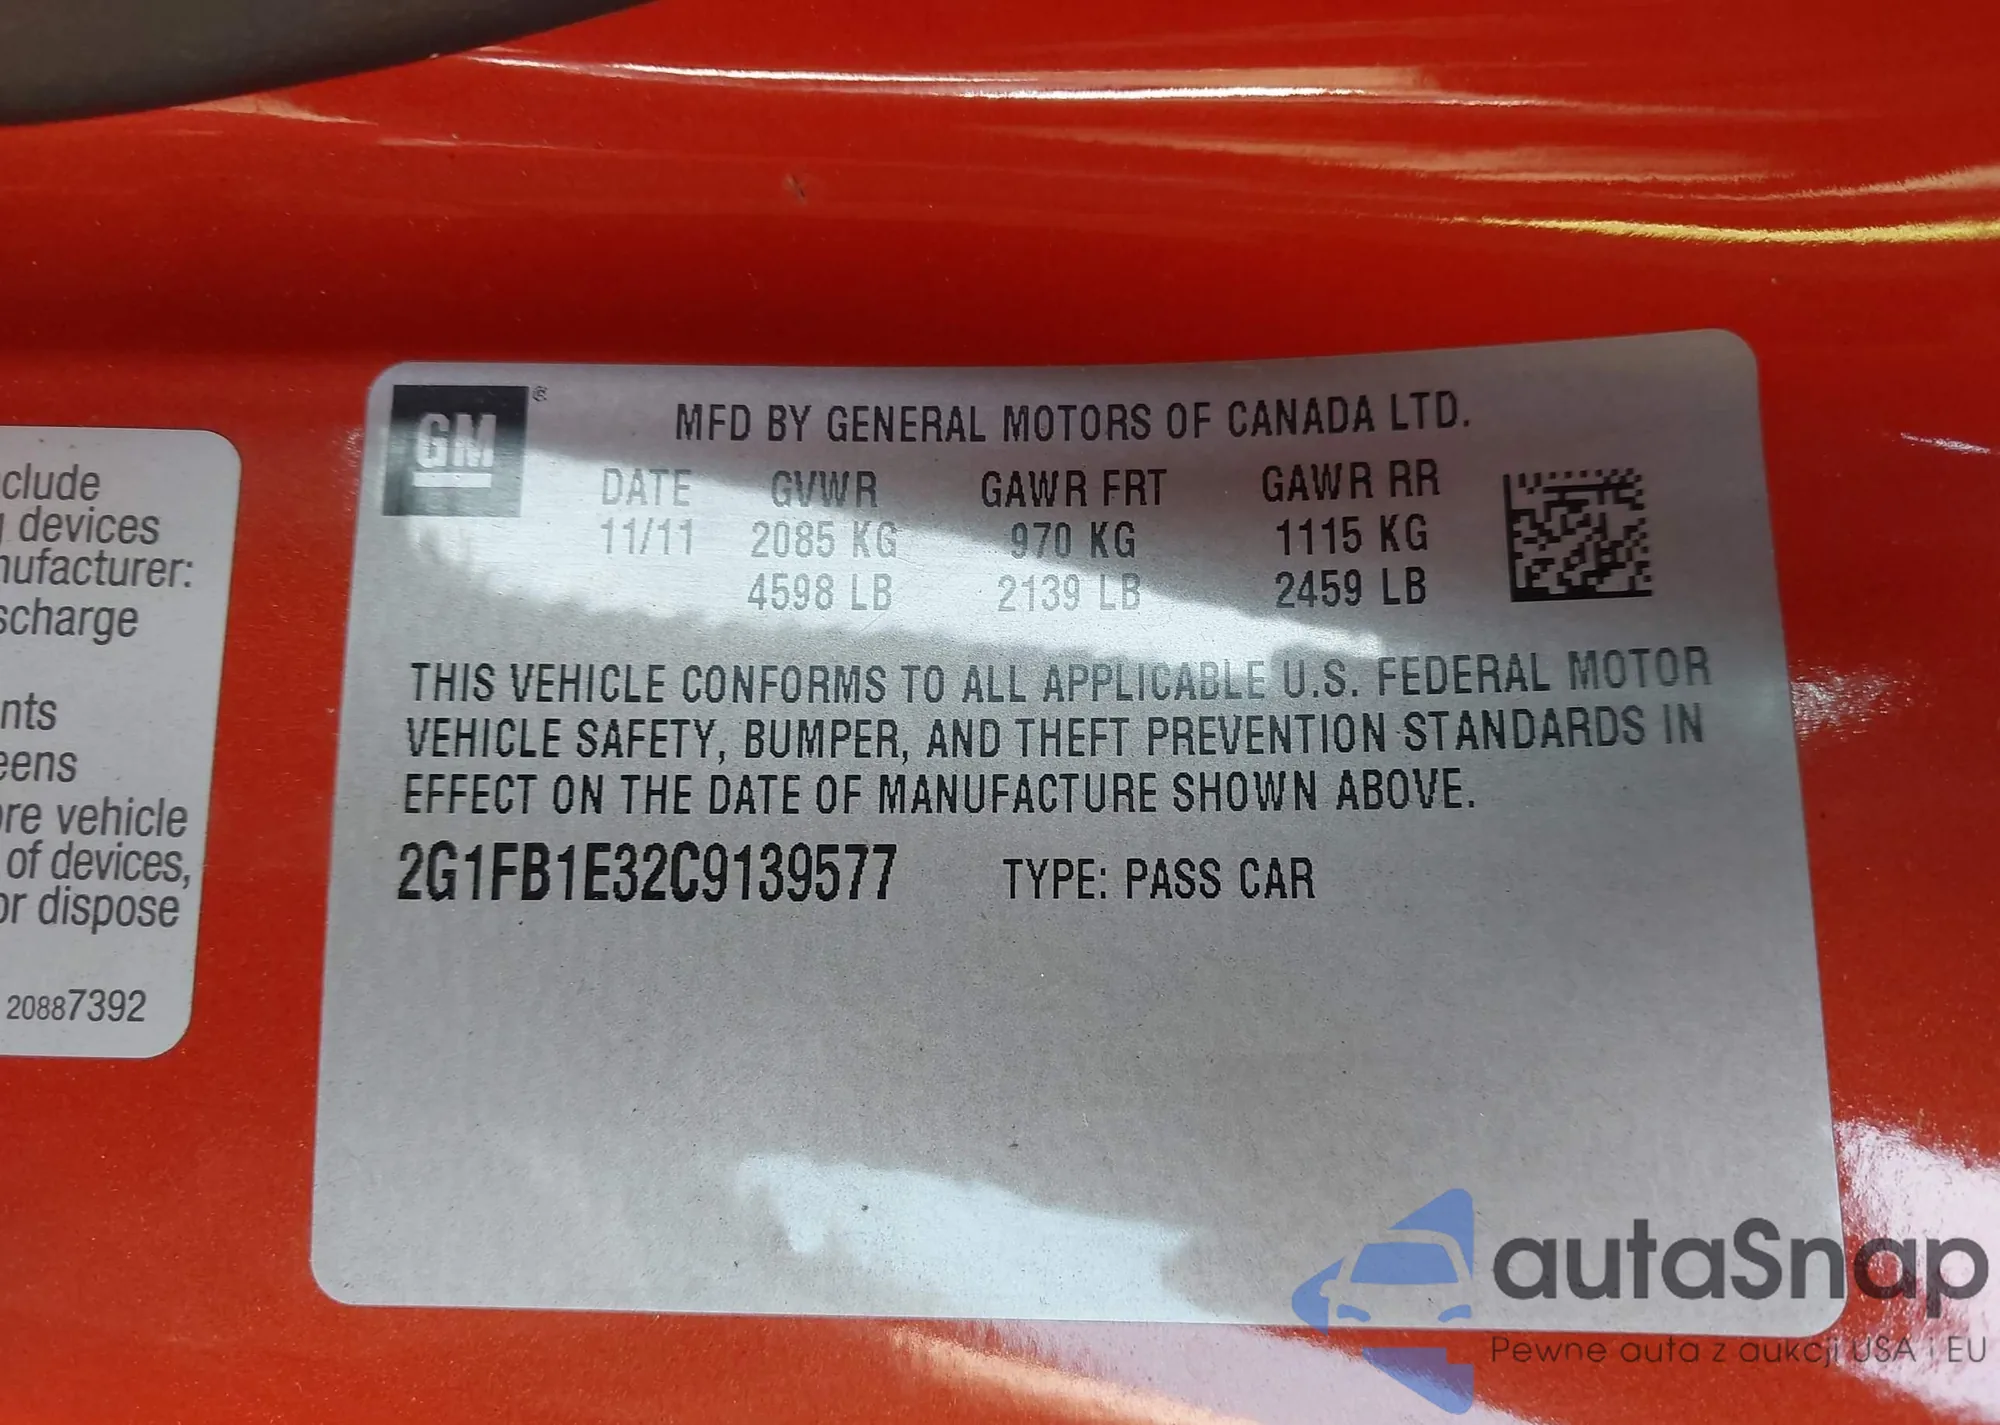 clude
devices
nufacturer:
scharge
nts
eens
ore vehicle
of devices,
or dispose
20887392
GM ®
MFD BY GENERAL MOTORS OF CANADA LTD.
DATE GVWR GAWR FRT GAWR RR
11/11 2085 KG 970 KG 1115 KG
4598 LB 2139 LB 2459 LB
THIS VEHICLE CONFORMS TO ALL APPLICABLE U.S. FEDERAL MOTOR
VEHICLE SAFETY, BUMPER, AND THEFT PREVENTION STANDARDS IN
EFFECT ON THE DATE OF MANUFACTURE SHOWN ABOVE.
2G1FB1E32C9139577 TYPE: PASS CAR
autaSnap
Pewne auta z aukcji USA i EU